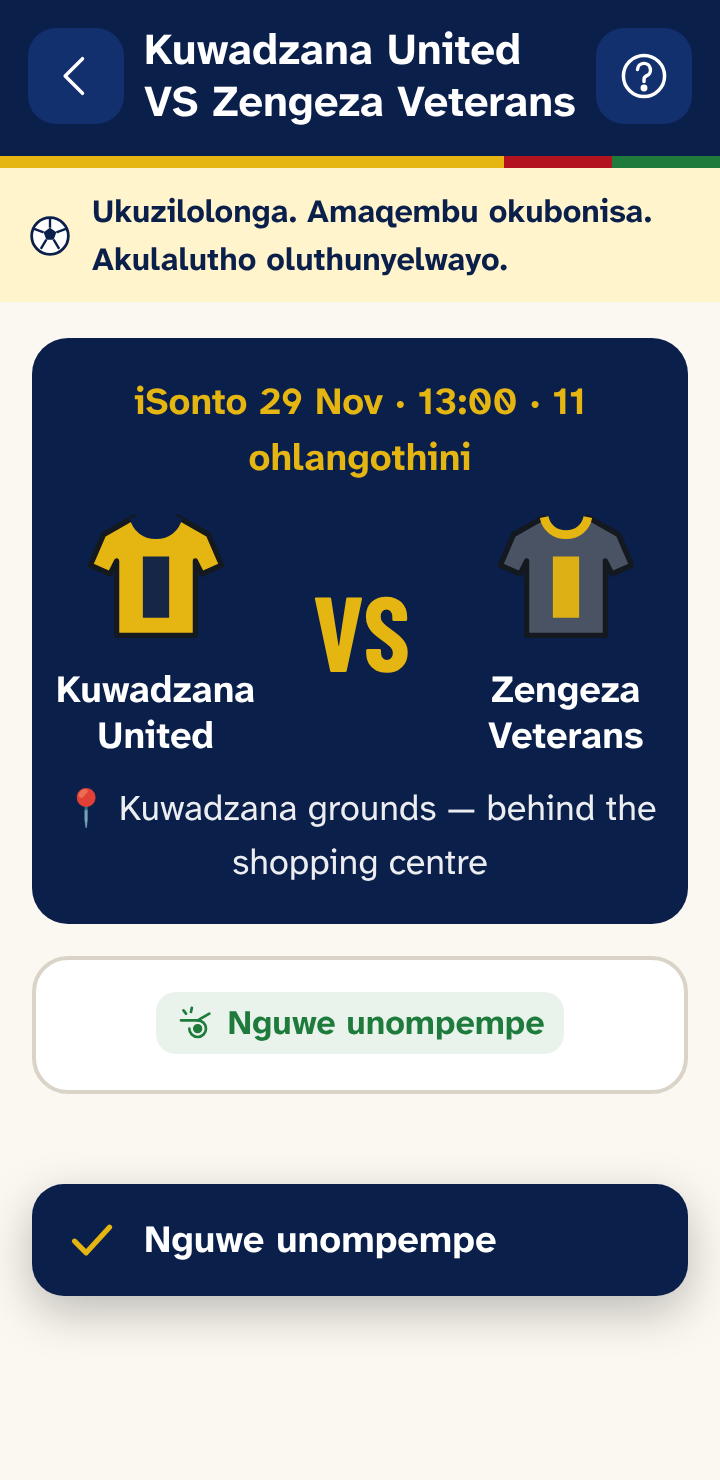 Kuwadzana United
VS Zengeza Veterans
Ukuzilolonga. Amaqembu okubonisa.
Akulalutho oluthunyelwayo.
iSonto 29 Nov · 13:00 · 11
ohlangothini
VS
Kuwadzana
United
Zengeza
Veterans
📍 Kuwadzana grounds — behind the
shopping centre
Nguwe unompempe
Nguwe unompempe